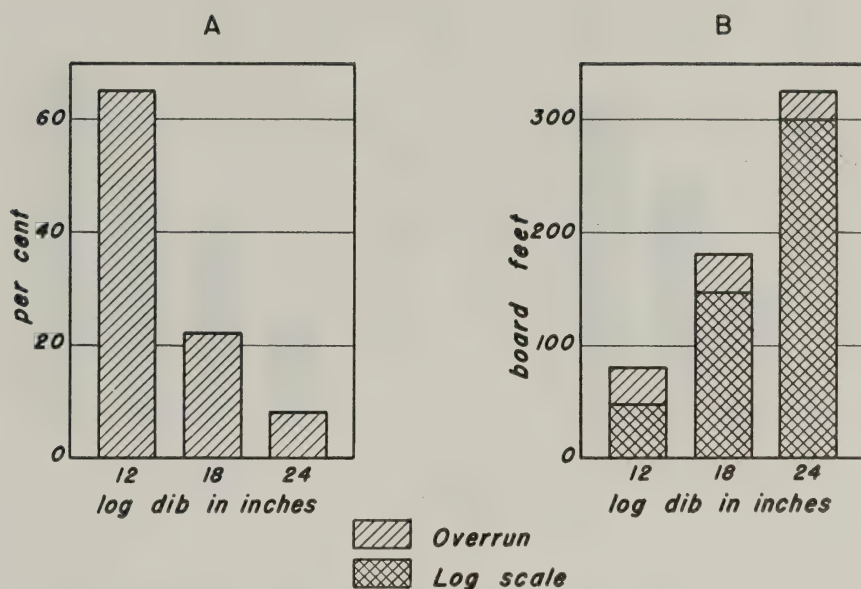 A
60
40
20
0
per cent
12 18 24
log dib in inches
B
300
200
100
0
board feet
12 18 24
log dib in inches
Overrun
Log scale